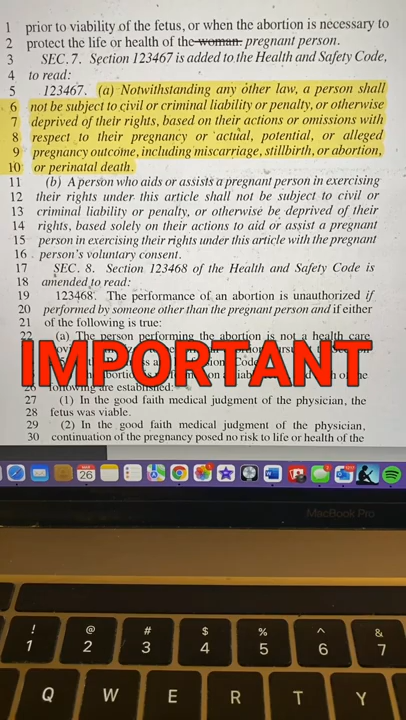 1 prior to viability of the fetus, or when the abortion is necessary to
2 protect the life or health of the woman. pregnant person.
3 SEC. 7. Section 123467 is added to the Health and Safety Code,
4 to read:
5 123467. (a) Notwithstanding any other law, a person shall
6 not be subject to civil or criminal liability or penalty, or otherwise
7 deprived of their rights, based on their actions or omissions with
8 respect to their pregnancy or actual, potential, or alleged
9 pregnancy outcome, including miscarriage, stillbirth, or abortion,
10 or perinatal death.
11 (b) A person who aids or assists a pregnant person in exercising
12 their rights under this article shall not be subject to civil or
13 criminal liability or penalty, or otherwise be deprived of their
14 rights, based solely on their actions to aid or assist a pregnant
15 person in exercising their rights under this article with the pregnant
16 person's voluntary consent.
17 SEC. 8. Section 123468 of the Health and Safety Code is
18 amended to read:
19 123468. The performance of an abortion is unauthorized if
20 performed by someone other than the pregnant person and if either
21 of the following is true:
22 (a) The person performing the abortion is not a health care
IMPORTANT
26 following are established:
27 (1) In the good faith medical judgment of the physician, the
28 fetus was viable.
29 (2) In the good faith medical judgment of the physician,
30 continuation of the pregnancy posed no risk to life or health of the
MAR
26
MacBook Pro
! @ # $ % ^ &
1 2 3 4 5 6 7
Q W E R T Y